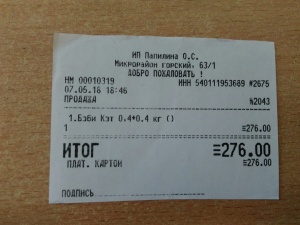 ИП Папилина О.С.
Микрорайон Горский, 63/1
ДОБРО ПОЖАЛОВАТЬ !
НМ 00010319 ИНН 540111953689 #2675
07.05.16 16:46
ПРОДАЖА №2043
1.Бэби Кэт 0.4*0.4 кг ()
1 ≡276.00
ИТОГ ≡276.00
ПЛАТ. КАРТОЙ ≡276.00
ПОДПИСЬ